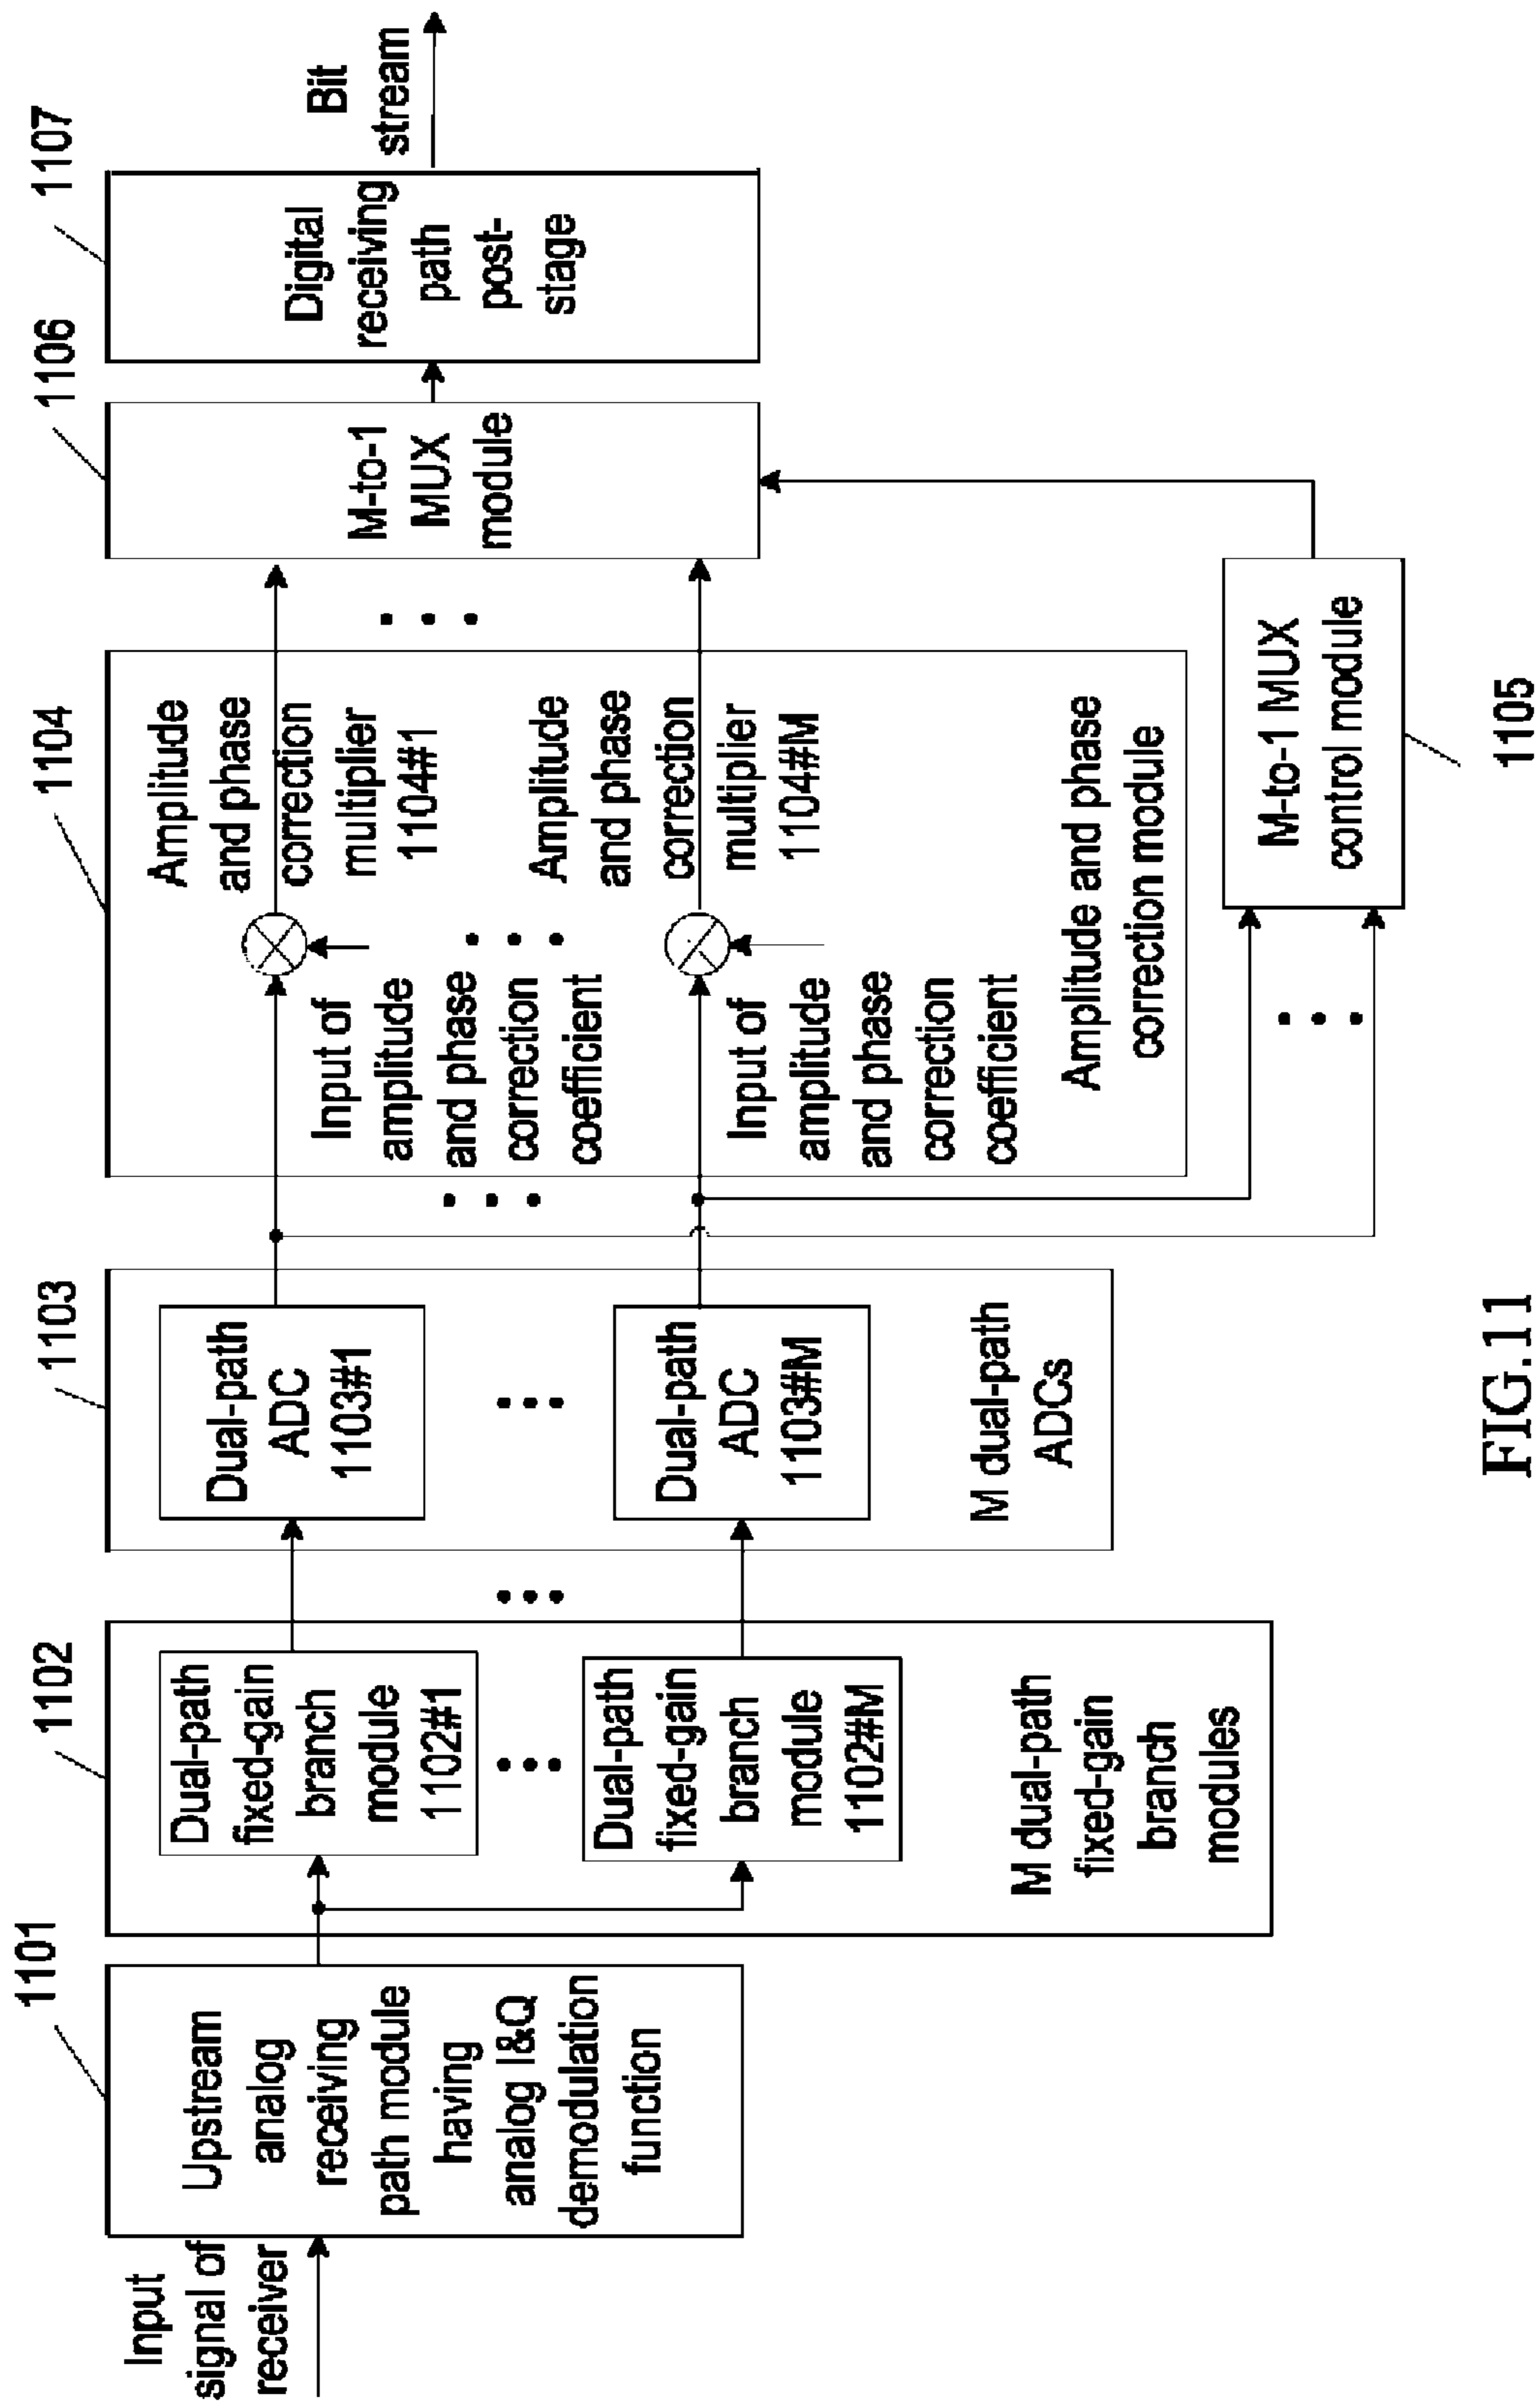 Input
signal of
receiver
1101
Upstream
analog
receiving
path module
having
analog I&Q
demodulation
function
1102
Dual-path
fixed-gain
branch
module
1102#1
Dual-path
fixed-gain
branch
module
1102#M
M dual-path
fixed-gain
branch
modules
1103
Dual-path
ADC
1103#1
Dual-path
ADC
1103#M
M dual-path
ADCs
1104
Input of
amplitude
and phase
correction
coefficient
Amplitude
and phase
correction
multiplier
1104#1
Input of
amplitude
and phase
correction
coefficient
Amplitude
and phase
correction
multiplier
1104#M
Amplitude and phase
correction module
M-to-1 MUX
control module
1105
1106
M-to-1
MUX
module
1107
Digital
receiving
path
post-
stage
Bit
stream
FIG.11